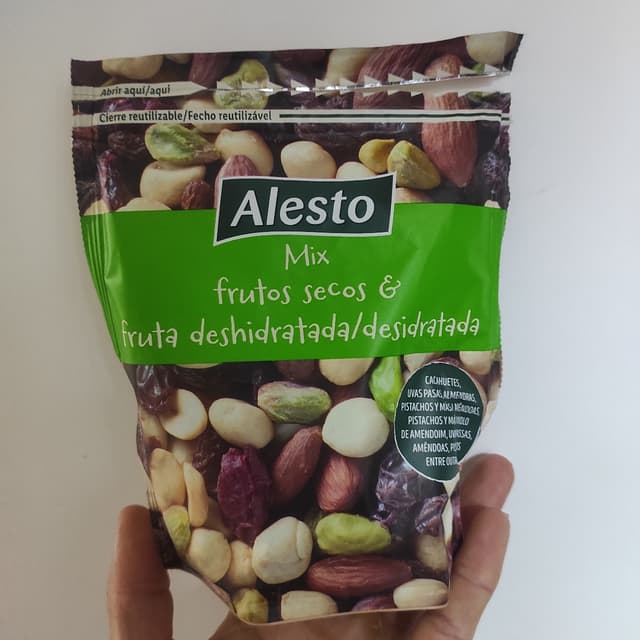 Abrir aquí/aqui
Cierre reutilizable/Fecho reutilizável
Alesto
Mix
frutos secos &
fruta deshidratada/desidratada
CACAHUETES,
UVAS PASAS, ALMENDRAS,
PISTACHOS Y
PISTACHOS Y
DE AMENDOIM,
AMÊNDOAS,
ENTRE